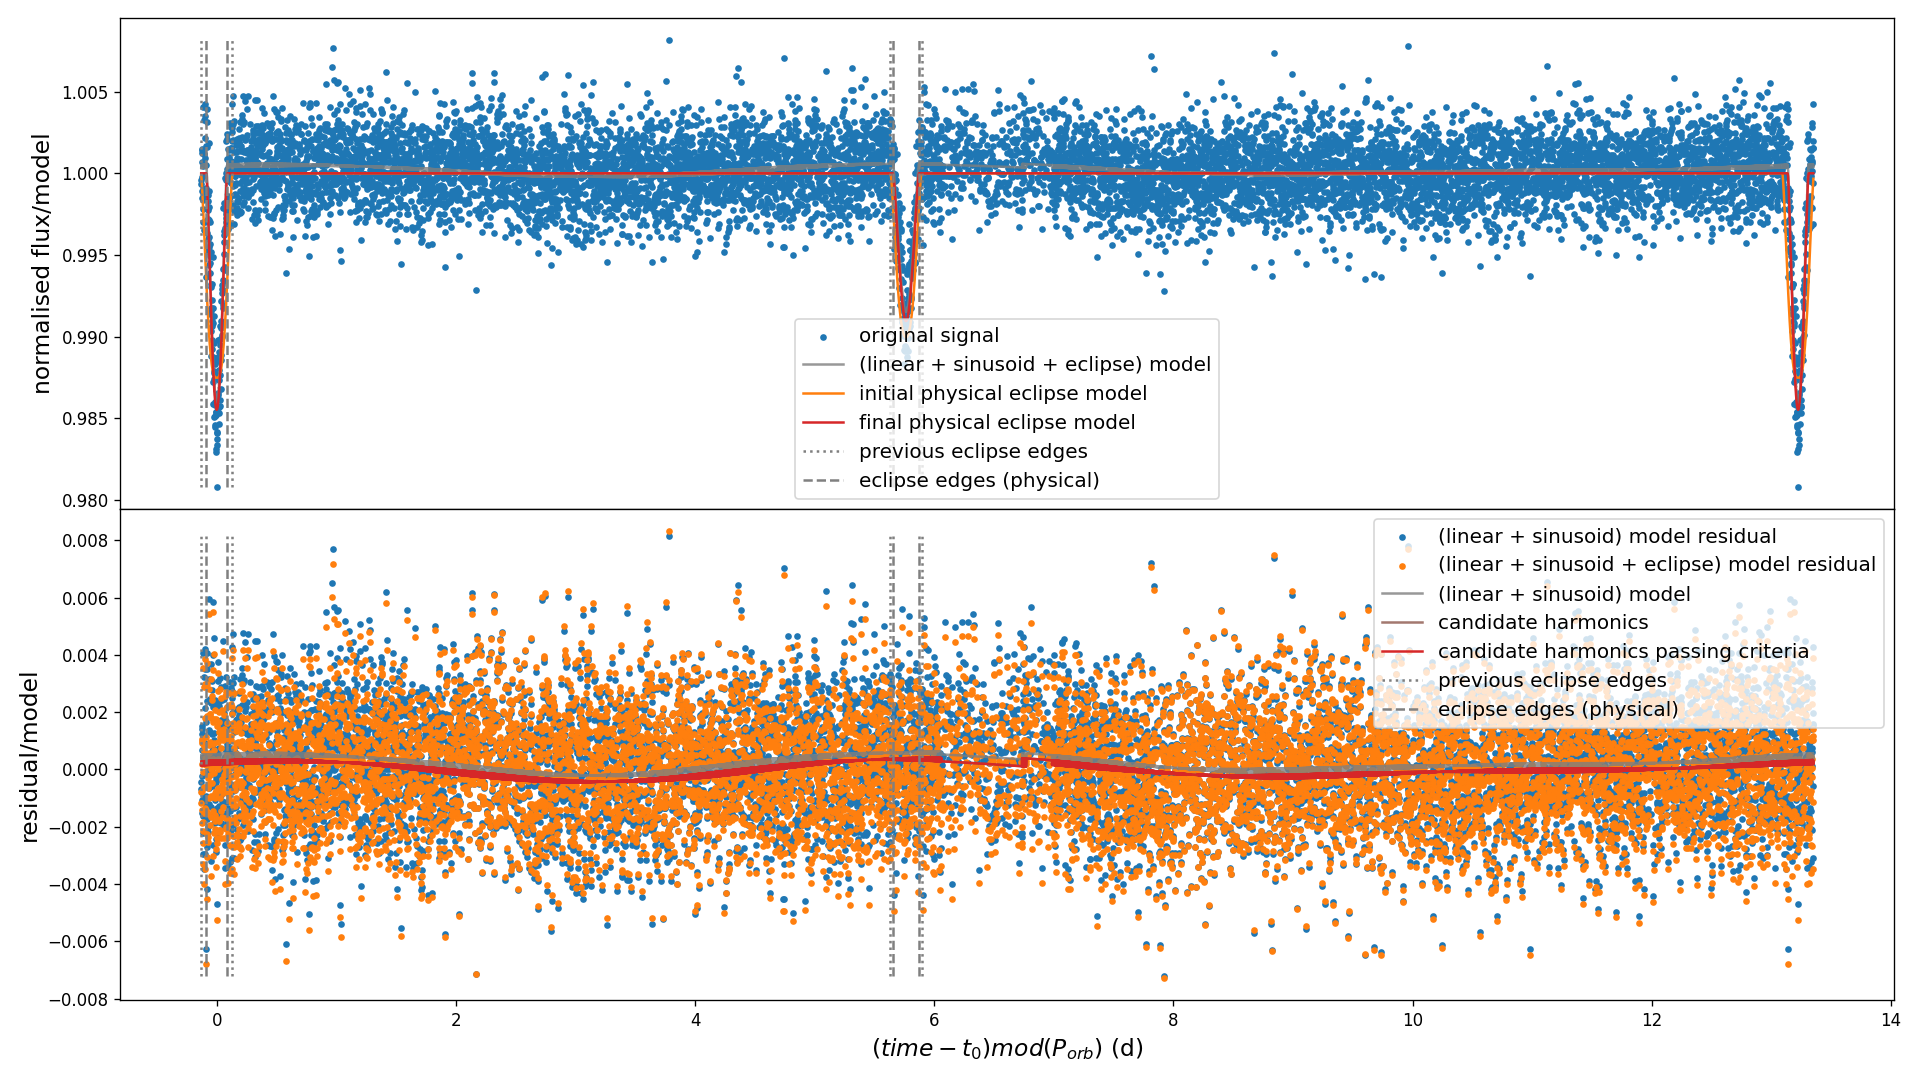 normalised flux/model
1.005
1.000
0.995
0.990
0.985
0.980
original signal
(linear + sinusoid + eclipse) model
initial physical eclipse model
final physical eclipse model
previous eclipse edges
eclipse edges (physical)
residual/model
0.008
0.006
0.004
0.002
0.000
−0.002
−0.004
−0.006
−0.008
(linear + sinusoid) model residual
(linear + sinusoid + eclipse) model residual
(linear + sinusoid) model
candidate harmonics
candidate harmonics passing criteria
previous eclipse edges
eclipse edges (physical)
0 2 4 6 8 10 12 14
(time − t₀)mod(P_orb) (d)